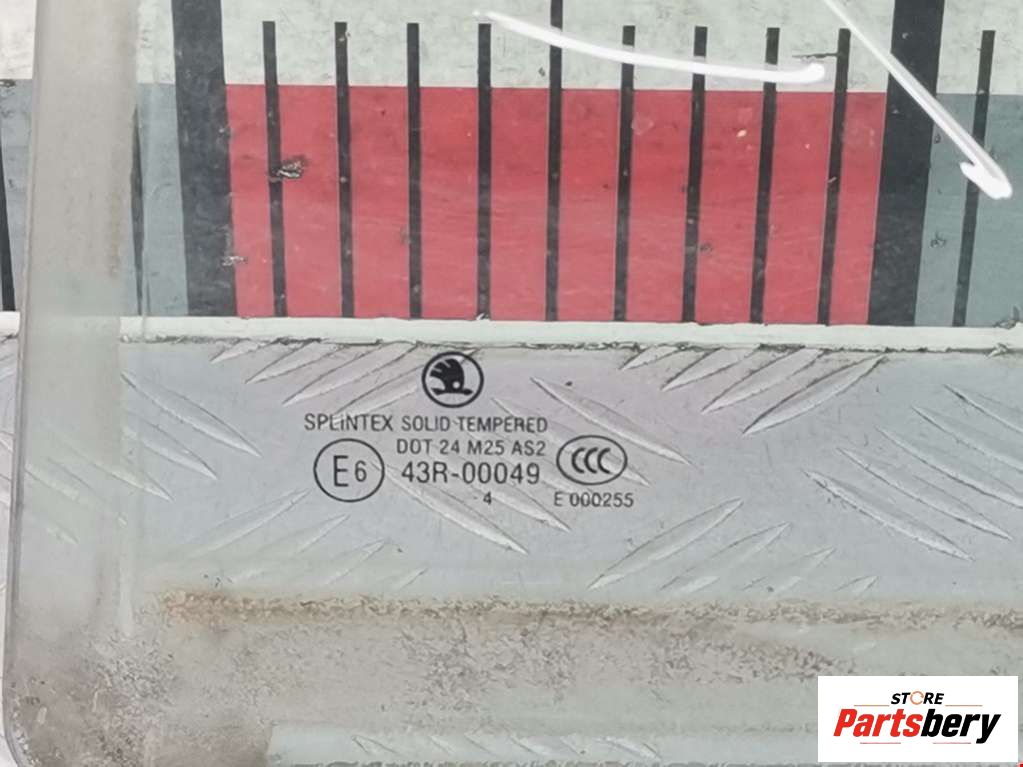 SPLINTEX SOLID TEMPERED
DOT 24 M25 AS2
E6 43R-00049 CCC
4 E 000255
STORE
Partsbery